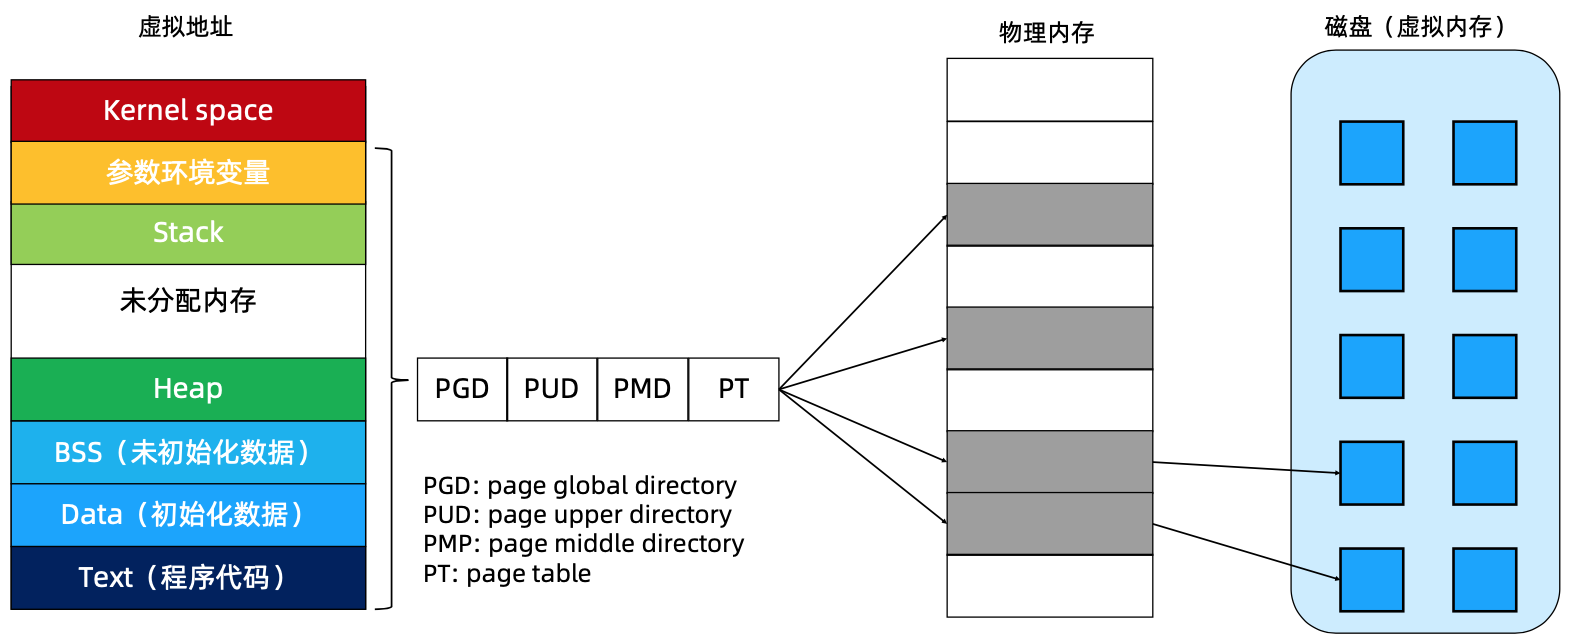 虚拟地址
Kernel space
参数环境变量
Stack
未分配内存
Heap
BSS（未初始化数据）
Data（初始化数据）
Text（程序代码）
PGD
PUD
PMD
PT
PGD: page global directory
PUD: page upper directory
PMP: page middle directory
PT: page table
物理内存
磁盘（虚拟内存）